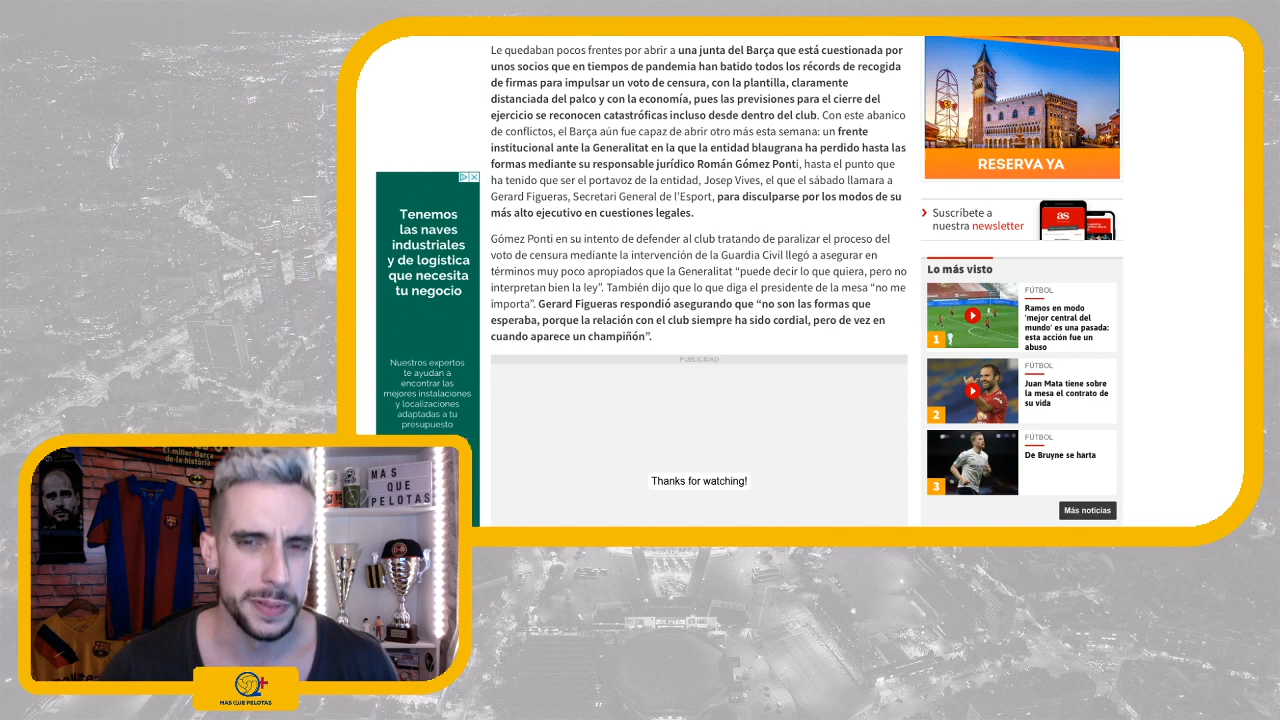 Le quedaban pocos frentes por abrir a una junta del Barça que está cuestionada por
unos socios que en tiempos de pandemia han batido todos los récords de recogida
de firmas para impulsar un voto de censura, con la plantilla, claramente
distanciada del palco y con la economía, pues las previsiones para el cierre del
ejercicio se reconocen catastróficas incluso desde dentro del club. Con este abanico
de conflictos, el Barça aún fue capaz de abrir otro más esta semana: un frente
institucional ante la Generalitat en la que la entidad blaugrana ha perdido hasta las
formas mediante su responsable jurídico Román Gómez Ponti, hasta el punto que
ha tenido que ser el portavoz de la entidad, Josep Vives, el que el sábado llamara a
Gerard Figueras, Secretari General de l'Esport, para disculparse por los modos de su
más alto ejecutivo en cuestiones legales.
Gómez Ponti en su intento de defender al club tratando de paralizar el proceso del
voto de censura mediante la intervención de la Guardia Civil llegó a asegurar en
términos muy poco apropiados que la Generalitat “puede decir lo que quiera, pero no
interpretan bien la ley”. También dijo que lo que diga el presidente de la mesa “no me
importa”. Gerard Figueras respondió asegurando que “no son las formas que
esperaba, porque la relación con el club siempre ha sido cordial, pero de vez en
cuando aparece un champiñón”.
PUBLICIDAD
Thanks for watching!
Tenemos
las naves
industriales
y de logística
que necesita
tu negocio
Nuestros expertos
te ayudan a
encontrar las
mejores instalaciones
y localizaciones
adaptadas a tu
presupuesto
RESERVA YA
Suscríbete a
nuestra newsletter
as
Lo más visto
FÚTBOL
Ramos en modo
'mejor central del
mundo' es una pasada:
esta acción fue un
abuso
1
FÚTBOL
Juan Mata tiene sobre
la mesa el contrato de
su vida
2
FÚTBOL
De Bruyne se harta
3
Más noticias
El millor Barça
de la història
MAS
QUE
PELOTAS
MAS QUE PELOTAS